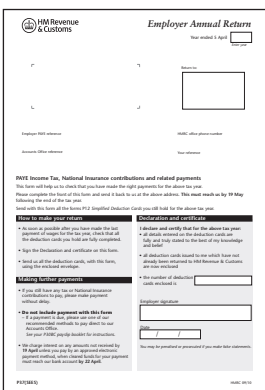 HM Revenue
& Customs
Employer Annual Return
Year ended 5 April
Enter year
Return to:
Employer PAYE reference
HMRC office phone number
Accounts Office reference
Your reference
PAYE Income Tax, National Insurance contributions and related payments
This form will help us to check that you have made the right payments for the above tax year.
Please complete the front of this form and send it back to us at the above address. This must reach us by 19 May
following the end of the tax year.
Send with this form all the forms P12 Simplified Deduction Cards you still hold for the above tax year.
How to make your return
• As soon as possible after you have made the last
payment of wages for the tax year, check that all
the deduction cards you hold are fully completed.
• Sign the Declaration and certificate on this form.
• Send us all the deduction cards, with this form,
using the enclosed envelope.
Making further payments
• If you still have any tax or National Insurance
contributions to pay, please make payment
without delay.
• Do not include payment with this form
– If a payment is due, please use one of our
recommended methods to pay direct to our
Accounts Office.
– See your P16(FC) payslip booklet for instructions.
• We charge interest on any amounts not received by
19 April unless you pay by an approved electronic
payment method, when cleared funds for your payment
must reach our bank account by 22 April.
Declaration and certificate
I declare and certify that for the above tax year:
• all details entered on the deduction cards are
fully and truly stated to the best of my knowledge
and belief
• all deduction cards issued to me which have not
already been returned to HM Revenue & Customs
are now enclosed
• the number of deduction
cards enclosed is
Employer signature
Date
/ /
You may be penalised or prosecuted if you make false statements.
P37(SEES)
HMRC 09/10